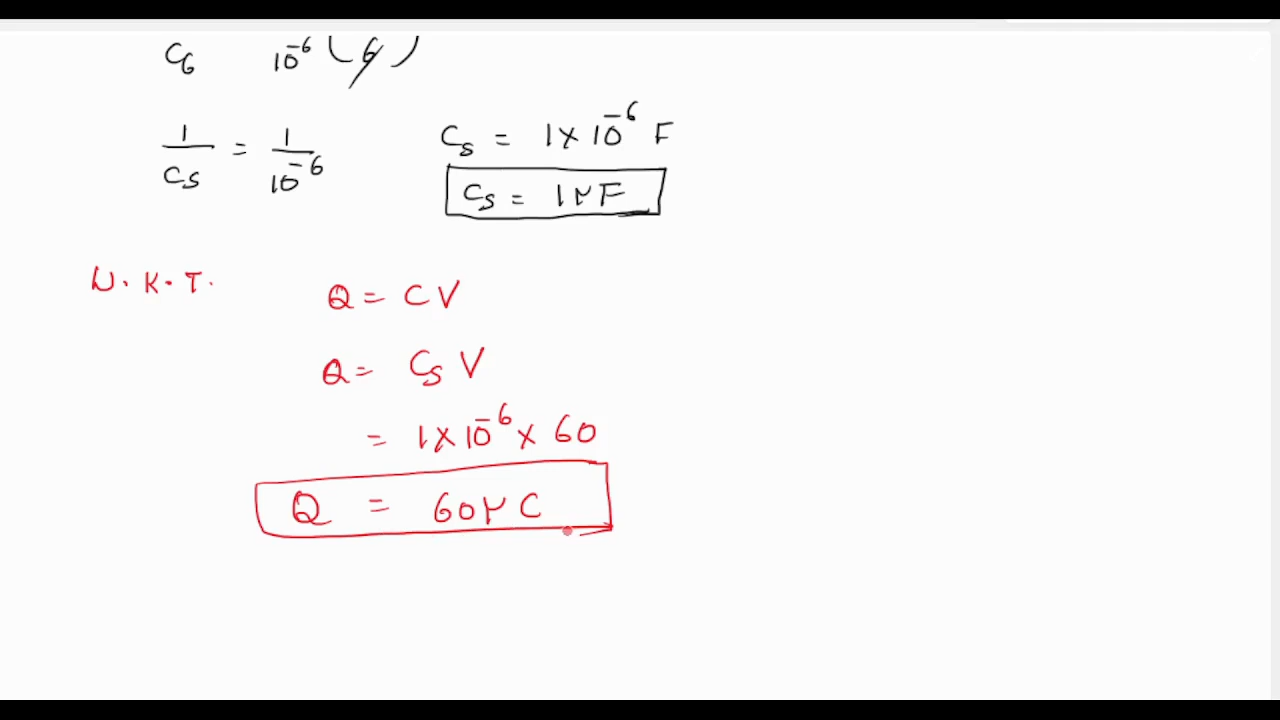 C6 10⁻⁶ (6)
1/Cs = 1/10⁻⁶
Cs = 1 × 10⁻⁶ F
Cs = 1μF
W.K.T.
Q = CV
Q = Cs V
= 1 × 10⁻⁶ × 60
Q = 60μC